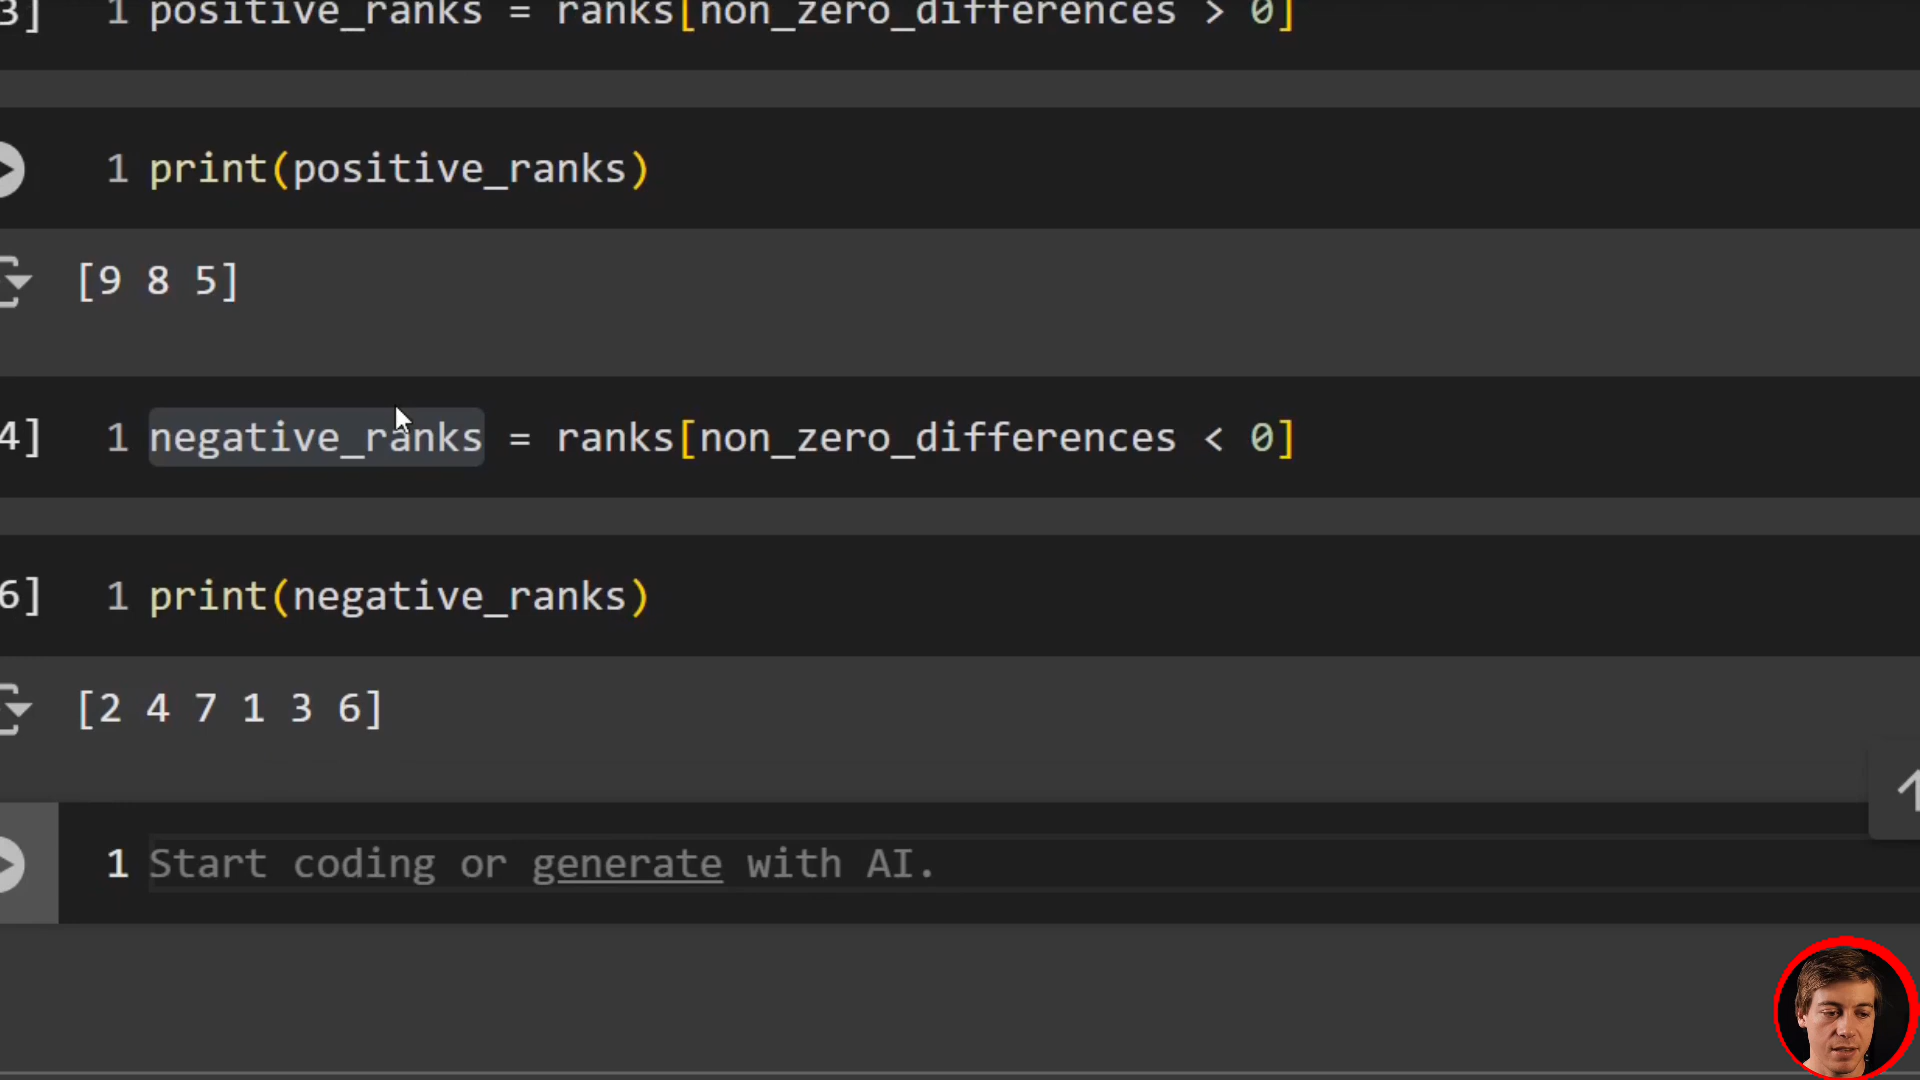 3] 1 positive_ranks = ranks[non_zero_differences > 0]
1 print(positive_ranks)
[9 8 5]
4] 1 negative_ranks = ranks[non_zero_differences < 0]
6] 1 print(negative_ranks)
[2 4 7 1 3 6]
1 Start coding or generate with AI.